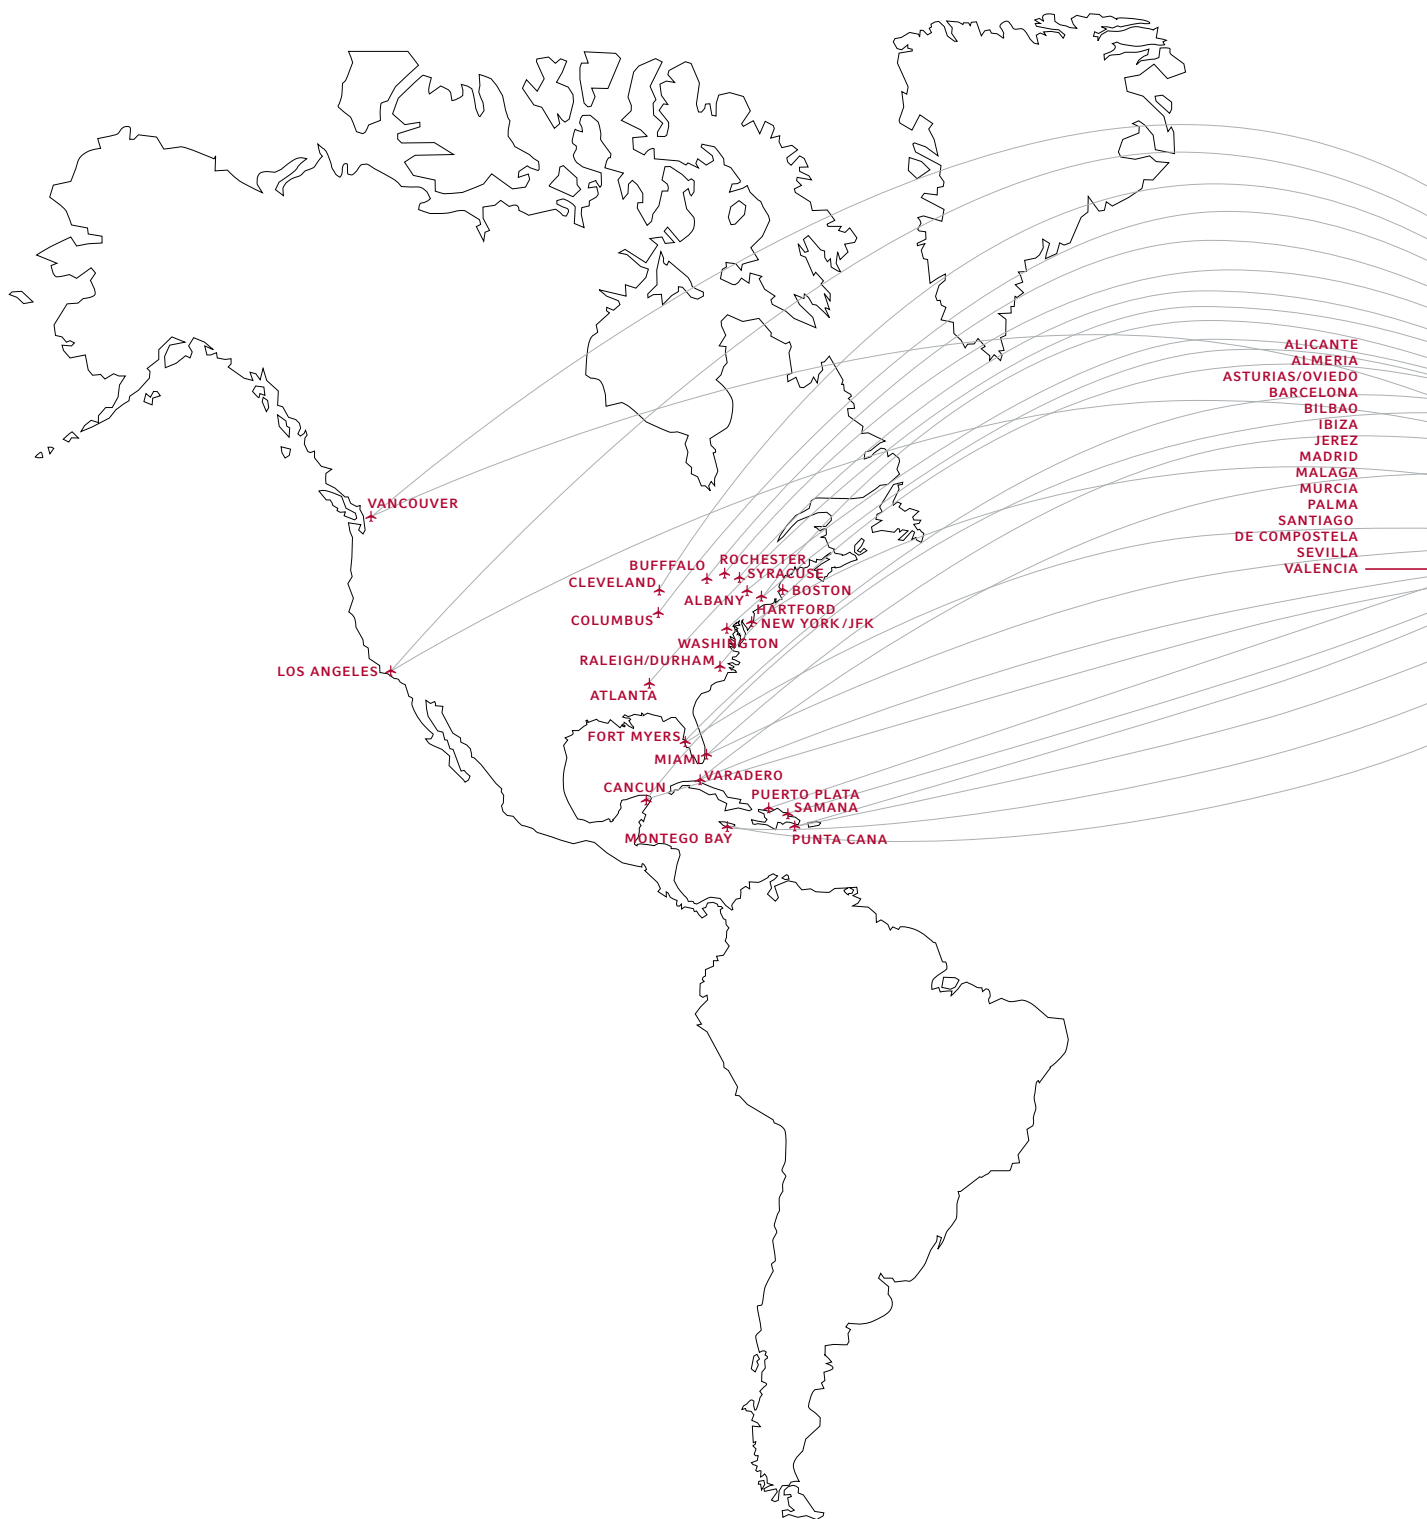 ALICANTE
ALMERIA
ASTURIAS/OVIEDO
BARCELONA
BILBAO
IBIZA
JEREZ
MADRID
MALAGA
MURCIA
PALMA
SANTIAGO
DE COMPOSTELA
SEVILLA
VALENCIA
VANCOUVER
ROCHESTER
BUFFFALO
SYRACUSE
CLEVELAND
BOSTON
ALBANY
HARTFORD
COLUMBUS
NEW YORK/JFK
WASHINGTON
RALEIGH/DURHAM
LOS ANGELES
ATLANTA
FORT MYERS
MIAMI
VARADERO
CANCUN
PUERTO PLATA
SAMANA
MONTEGO BAY
PUNTA CANA